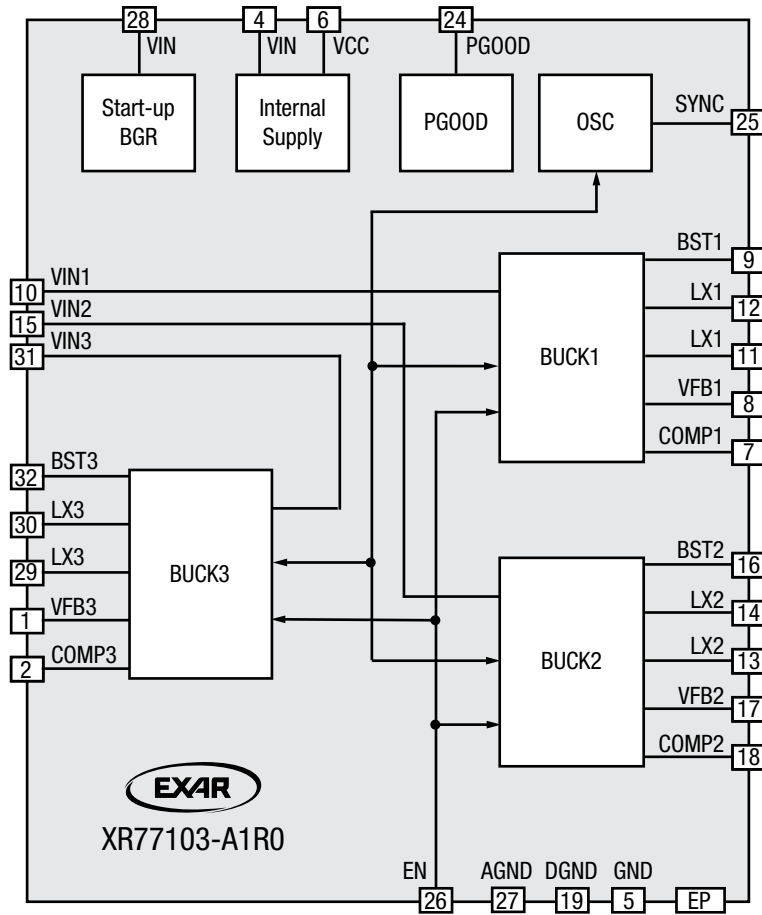 28 4 6 24
VIN VIN VCC PGOOD
Start-up
BGR
Internal
Supply
PGOOD
OSC
SYNC
25
10 VIN1
15 VIN2
31 VIN3
BUCK1
BST1
9
LX1
12
LX1
11
VFB1
8
COMP1
7
32 BST3
30 LX3
29 LX3
1 VFB3
2 COMP3
BUCK3
BUCK2
BST2
16
LX2
14
LX2
13
VFB2
17
COMP2
18
EXAR
XR77103-A1R0
EN AGND DGND GND
26 27 19 5 EP